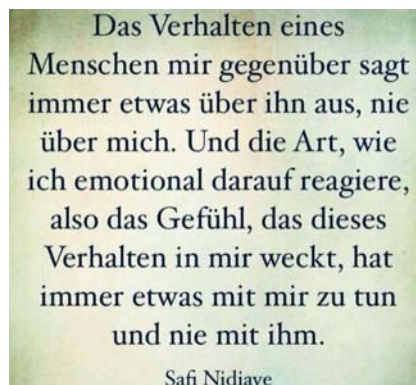 Das Verhalten eines
Menschen mir gegenüber sagt
immer etwas über ihn aus, nie
über mich. Und die Art, wie
ich emotional darauf reagiere,
also das Gefühl, das dieses
Verhalten in mir weckt, hat
immer etwas mit mir zu tun
und nie mit ihm.
Safi Nidiaye